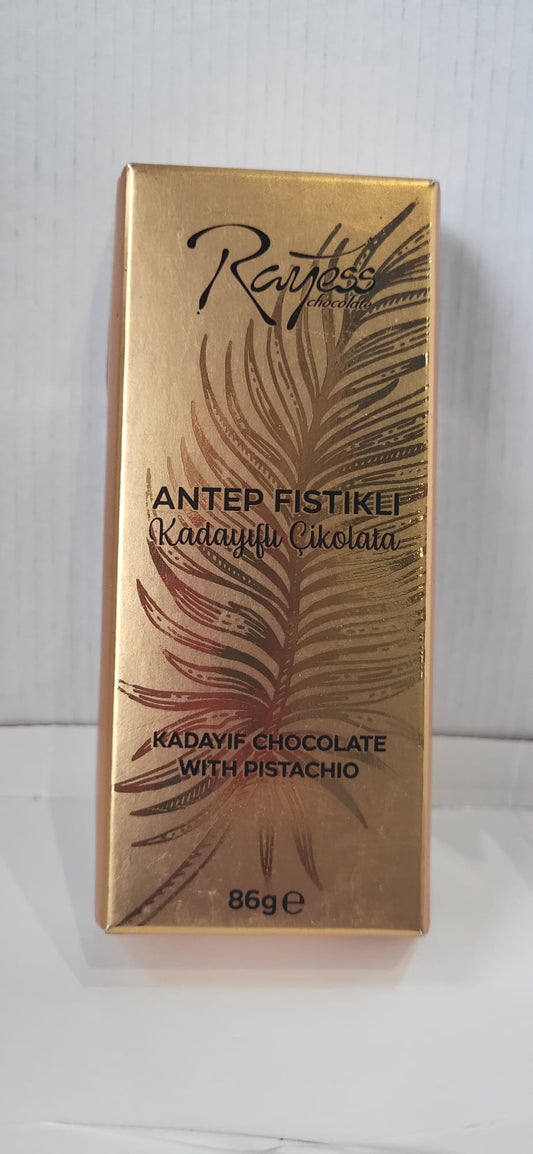 Rayess
chocolate
ANTEP FISTIKLI
Kadayıflı Çikolata
KADAYIF CHOCOLATE
WITH PISTACHIO
86g ℮